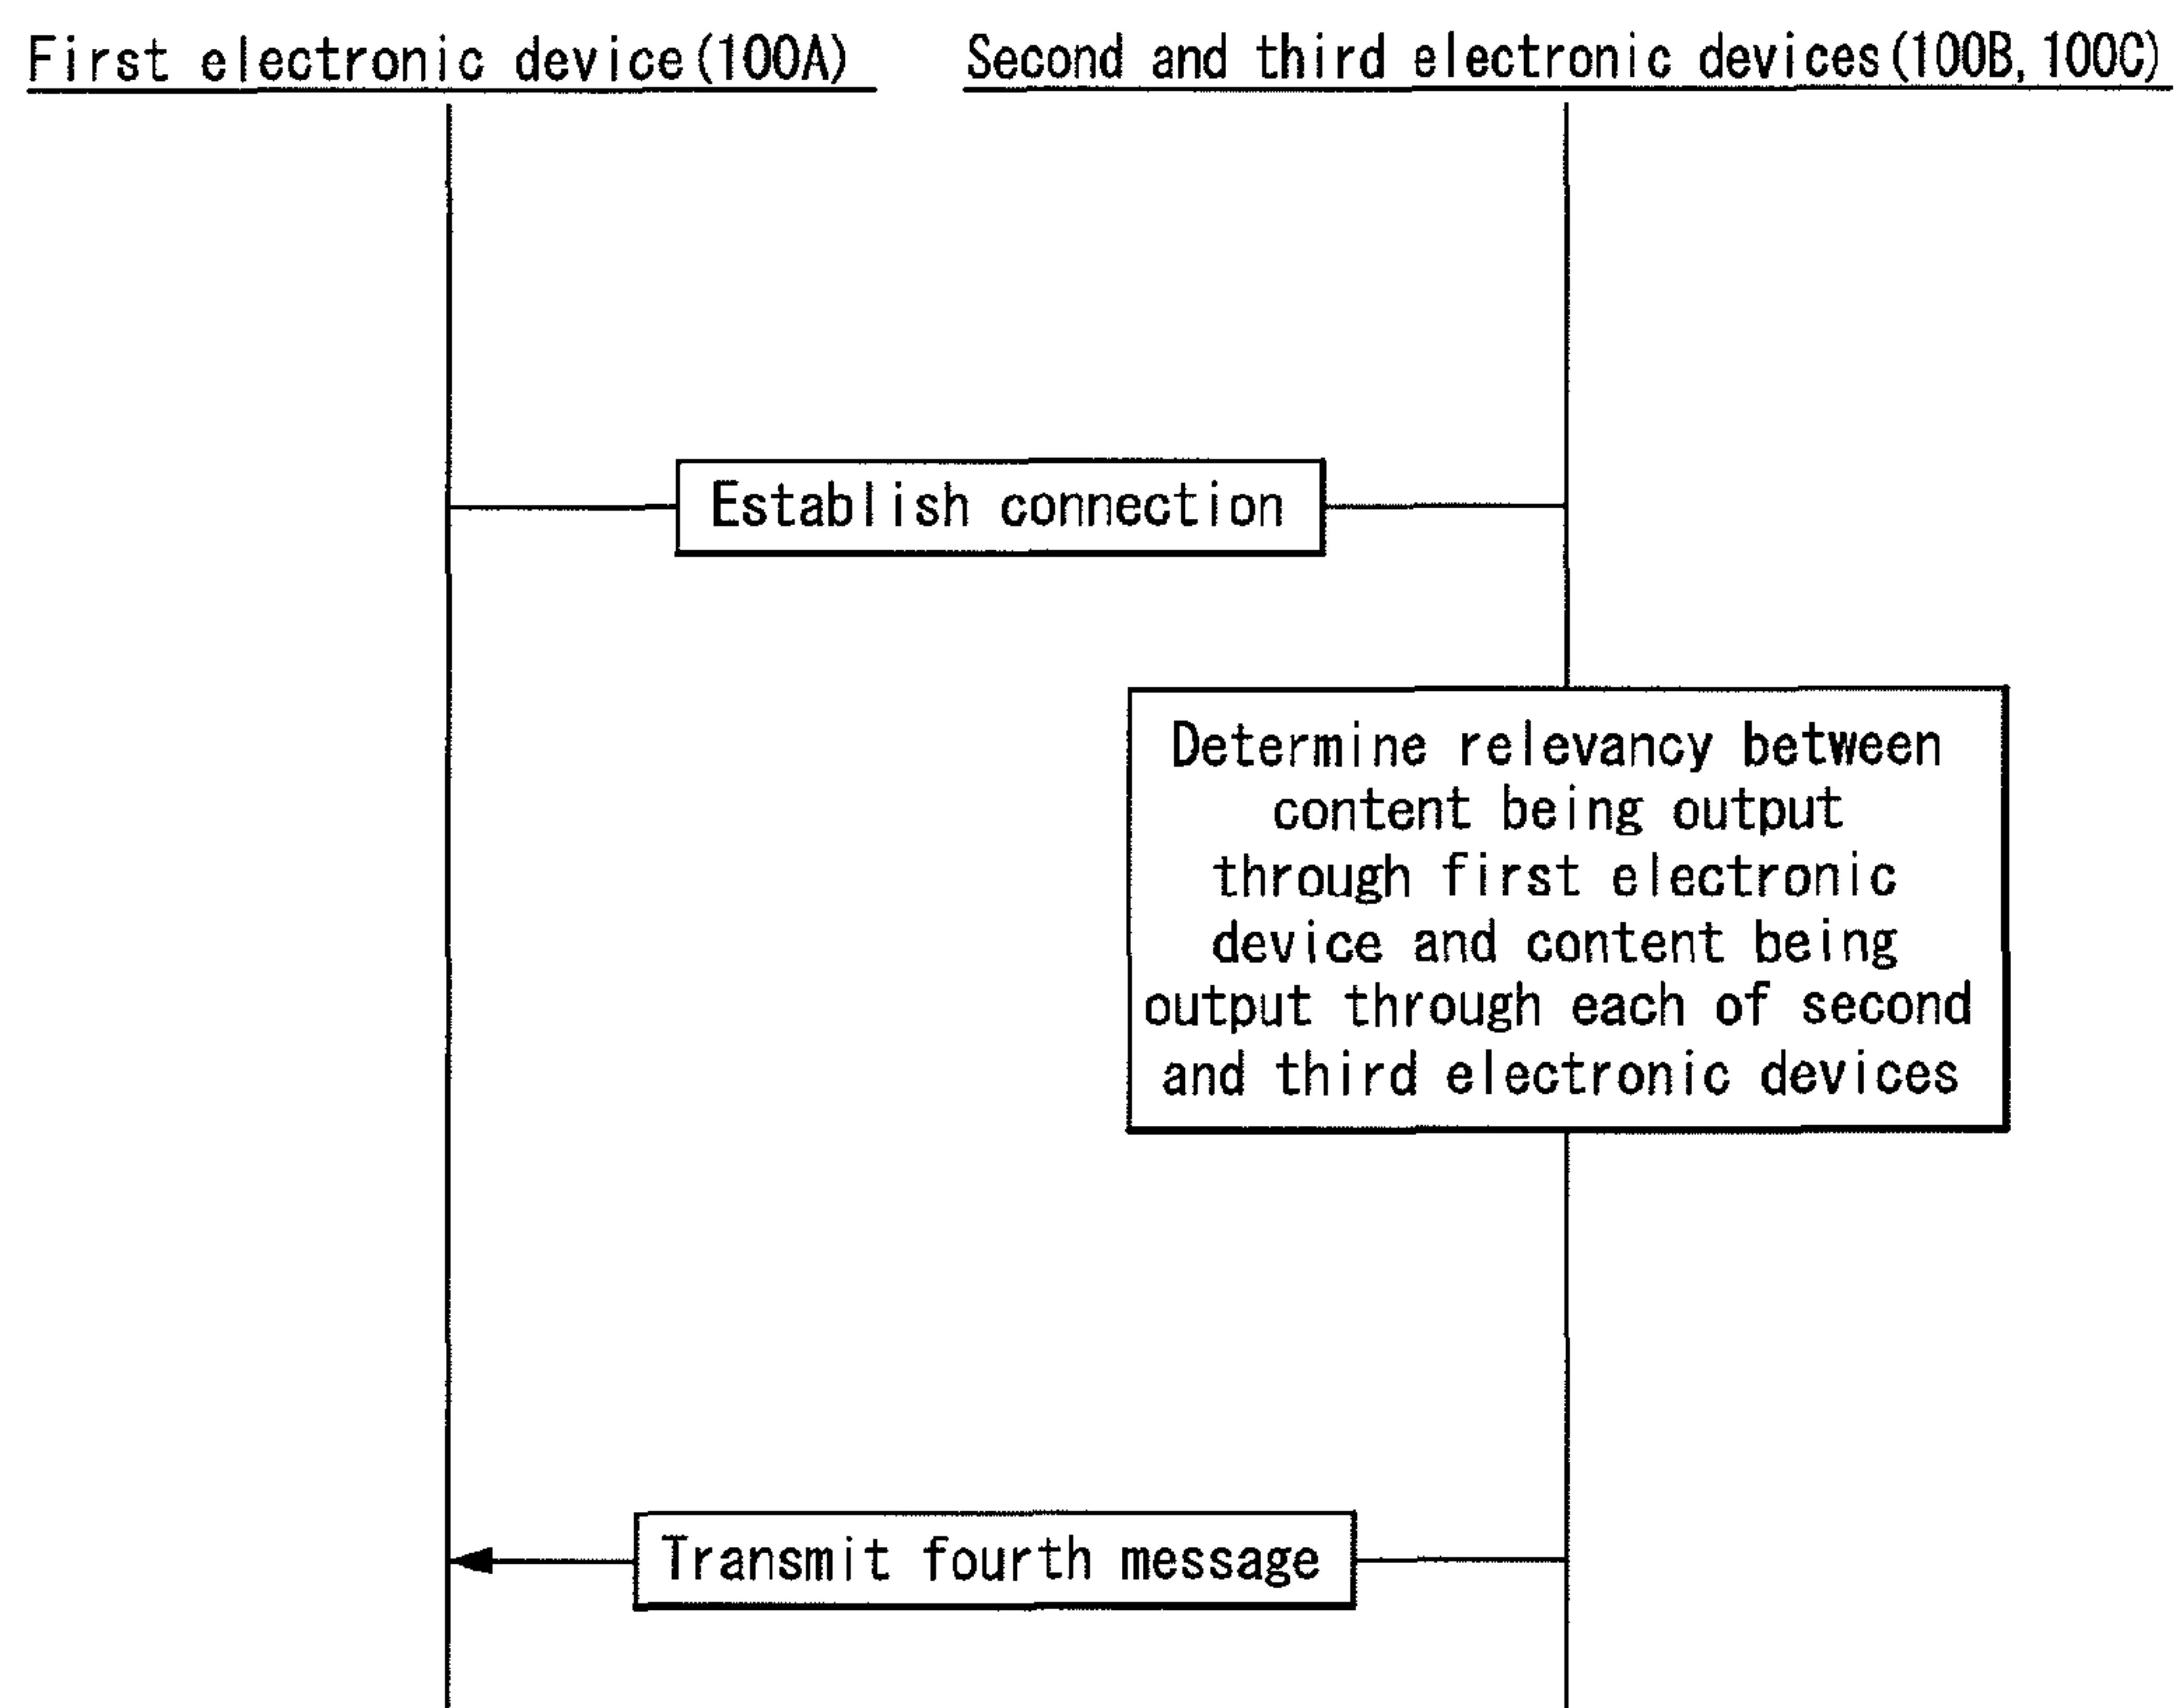 First electronic device(100A)
Second and third electronic devices(100B, 100C)
Establish connection
Determine relevancy between
content being output
through first electronic
device and content being
output through each of second
and third electronic devices
Transmit fourth message